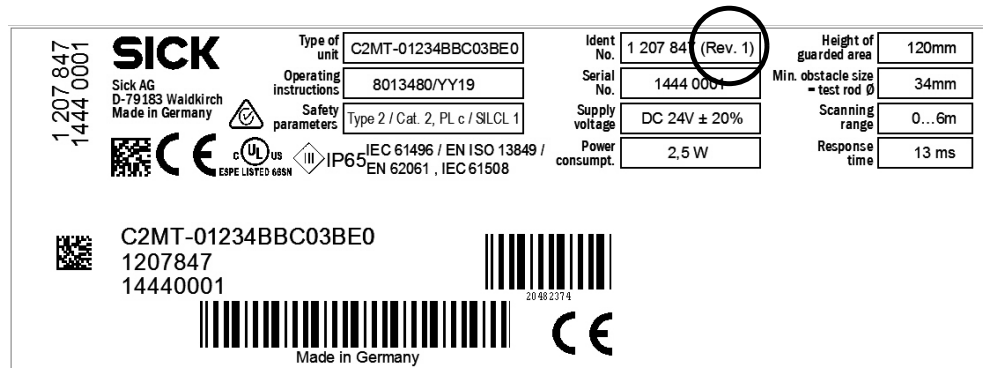 1 207 847
1444 0001
SICK
Sick AG
D-79183 Waldkirch
Made in Germany
Type of unit
C2MT-01234BBC03BE0
Operating instructions
8013480/YY19
Safety parameters
Type 2 / Cat. 2, PL c / SILCL 1
Ident No.
1 207 847 (Rev. 1)
Serial No.
1444 0001
Supply voltage
DC 24V ± 20%
Power consumpt.
2,5 W
Height of guarded area
120mm
Min. obstacle size = test rod Ø
34mm
Scanning range
0...6m
Response time
13 ms
CE
c UL us
ESPE LISTED 68SN
III
IP65
IEC 61496 / EN ISO 13849 /
EN 62061 , IEC 61508
C2MT-01234BBC03BE0
1207847
14440001
20482374
Made in Germany
CE